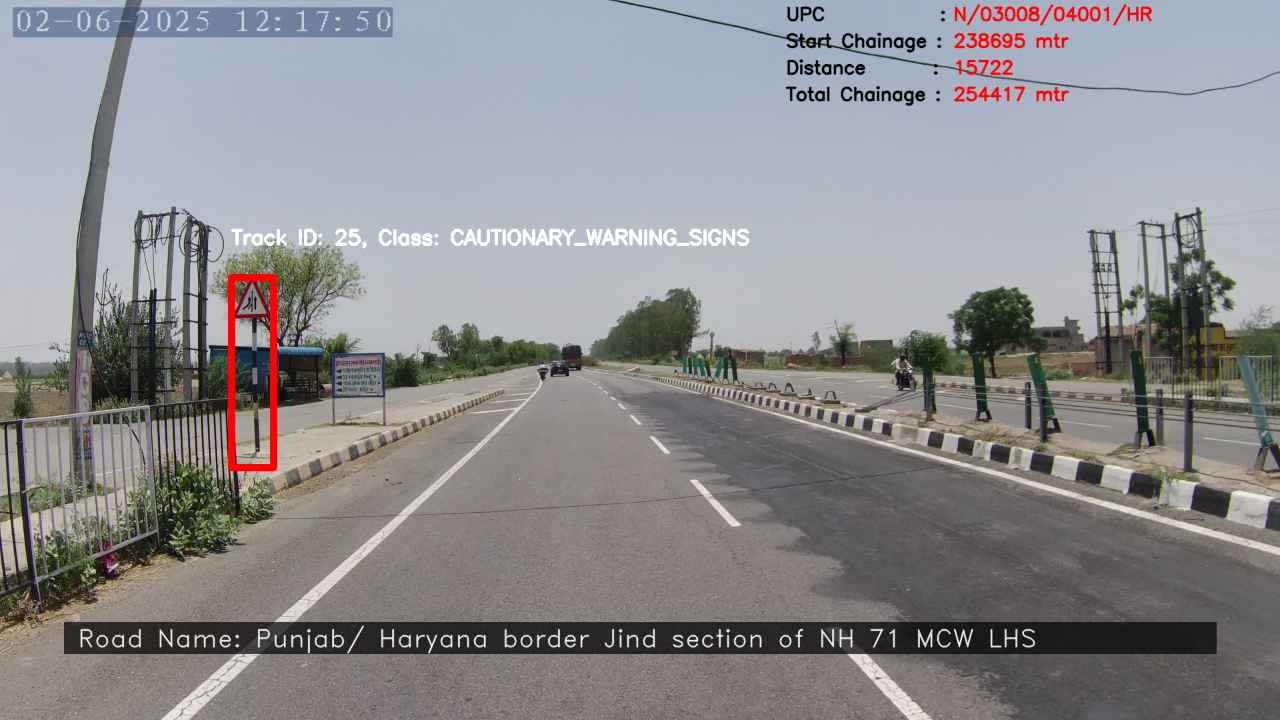 02-06-2025 12:17:50
UPC : N/03008/04001/HR
Start Chainage : 238695 mtr
Distance : 15722
Total Chainage : 254417 mtr
Track ID: 25, Class: CAUTIONARY_WARNING_SIGNS
Road Name: Punjab/ Haryana border Jind section of NH 71 MCW LHS